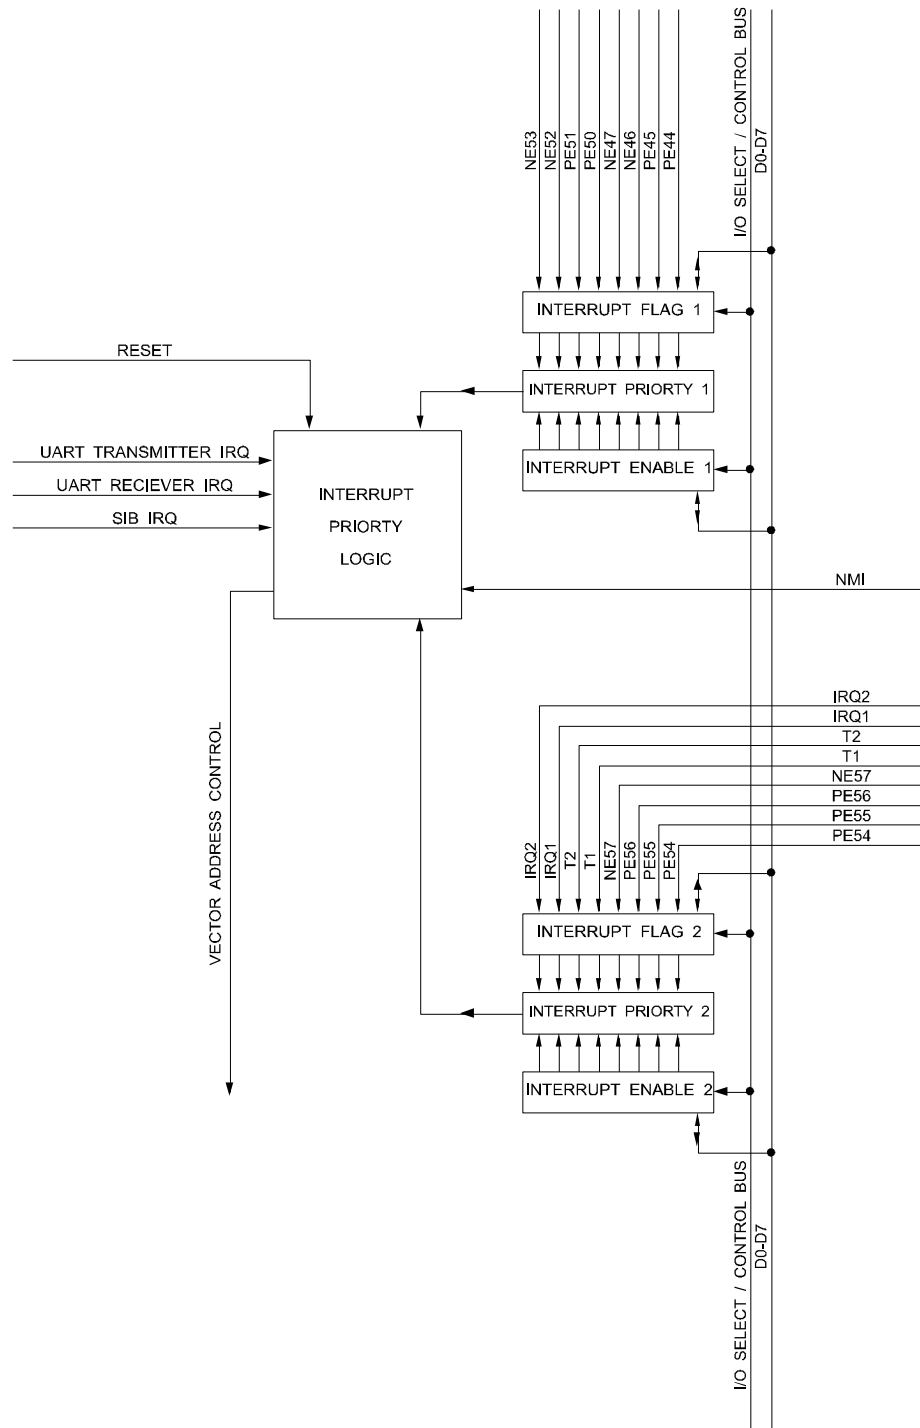 I/O SELECT / CONTROL BUS
D0-D7
NE53
NE52
PE51
PE50
NE47
NE46
PE45
PE44
INTERRUPT FLAG 1
RESET
INTERRUPT PRIORTY 1
UART TRANSMITTER IRQ
INTERRUPT ENABLE 1
UART RECIEVER IRQ
SIB IRQ
INTERRUPT
PRIORTY
LOGIC
NMI
IRQ2
IRQ1
T2
T1
NE57
PE56
PE55
PE54
VECTOR ADDRESS CONTROL
IRQ2
IRQ1
T2
T1
NE57
PE56
PE55
PE54
INTERRUPT FLAG 2
INTERRUPT PRIORTY 2
INTERRUPT ENABLE 2
I/O SELECT / CONTROL BUS
D0-D7